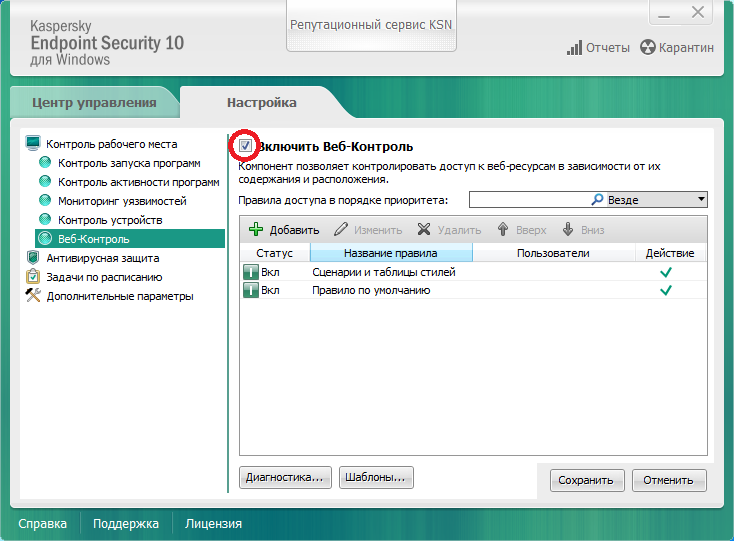 Kaspersky
Endpoint Security 10
для Windows
Репутационный сервис KSN
Отчеты Карантин
Центр управления Настройка
Контроль рабочего места
Контроль запуска программ
Контроль активности программ
Мониторинг уязвимостей
Контроль устройств
Веб-Контроль
Антивирусная защита
Задачи по расписанию
Дополнительные параметры
Включить Веб-Контроль
Компонент позволяет контролировать доступ к веб-ресурсам в зависимости от их
содержания и расположения.
Правила доступа в порядке приоритета: Везде
Добавить Изменить Удалить Вверх Вниз
Статус Название правила Пользователи Действие
Вкл Сценарии и таблицы стилей
Вкл Правило по умолчанию
Диагностика... Шаблоны... Сохранить Отменить
Справка Поддержка Лицензия